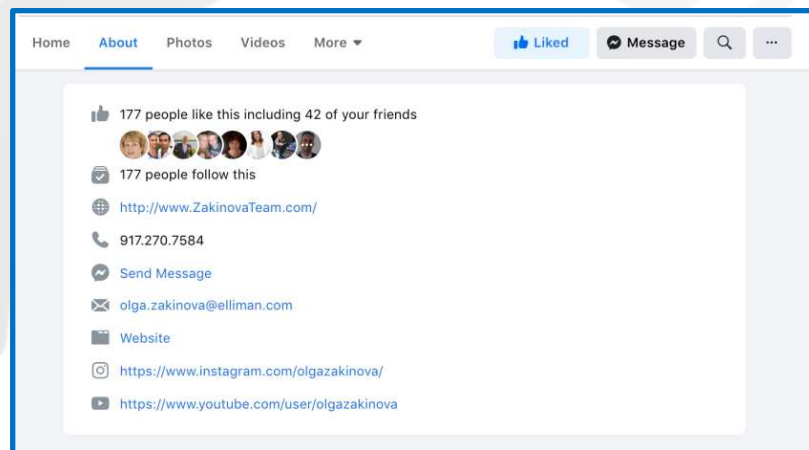 Home About Photos Videos More Liked Message ...
177 people like this including 42 of your friends
177 people follow this
http://www.ZakinovaTeam.com/
917.270.7584
Send Message
olga.zakinova@elliman.com
Website
https://www.instagram.com/olgazakinova/
https://www.youtube.com/user/olgazakinova